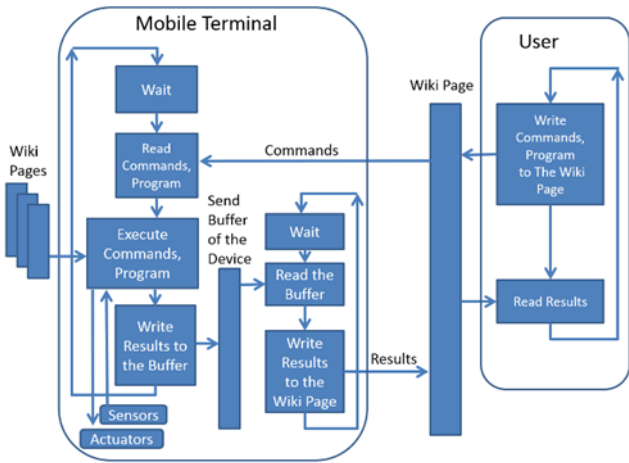 Mobile Terminal
Wait
Read
Commands,
Program
Execute
Commands,
Program
Write
Results to
the Buffer
Sensors
Actuators
Wiki
Pages
Send
Buffer
of the
Device
Wait
Read the
Buffer
Write
Results
to the
Wiki Page
Commands
Results
Wiki Page
User
Write
Commands,
Program
to The Wiki
Page
Read Results